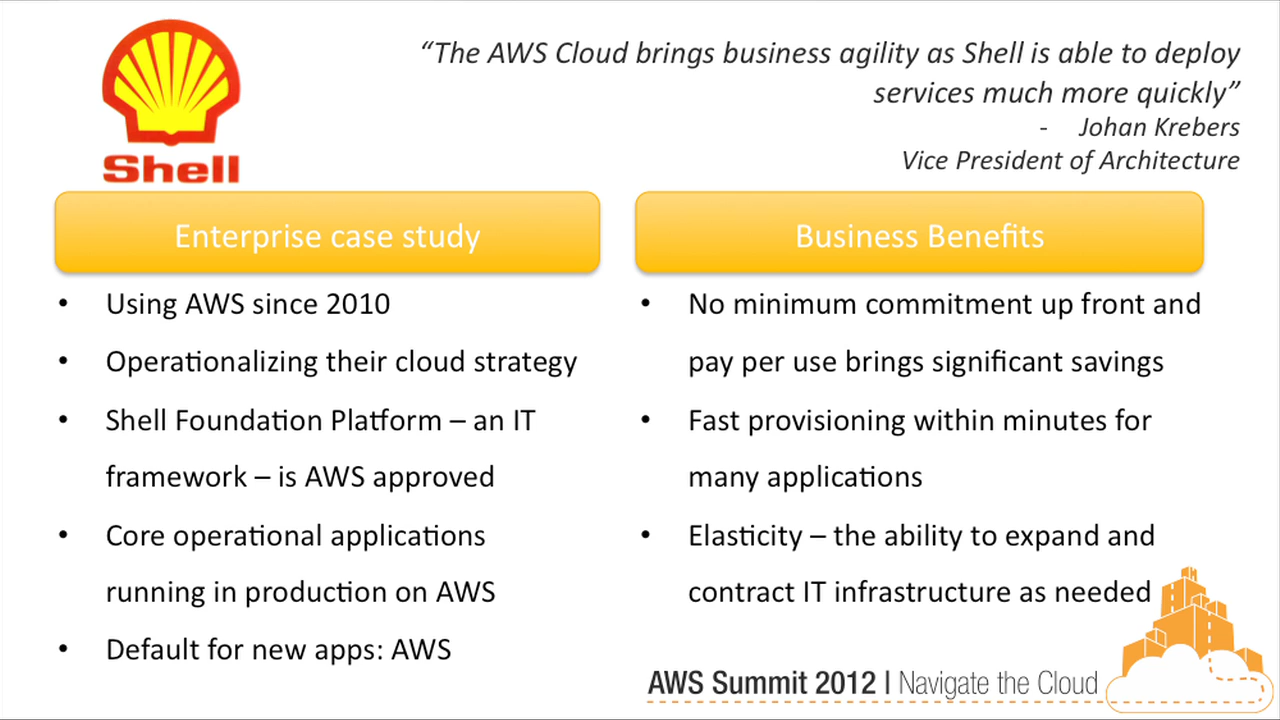 Shell
“The AWS Cloud brings business agility as Shell is able to deploy
services much more quickly”
- Johan Krebers
Vice President of Architecture
Enterprise case study
• Using AWS since 2010
• Operationalizing their cloud strategy
• Shell Foundation Platform – an IT
framework – is AWS approved
• Core operational applications
running in production on AWS
• Default for new apps: AWS
Business Benefits
• No minimum commitment up front and
pay per use brings significant savings
• Fast provisioning within minutes for
many applications
• Elasticity – the ability to expand and
contract IT infrastructure as needed
AWS Summit 2012 | Navigate the Cloud